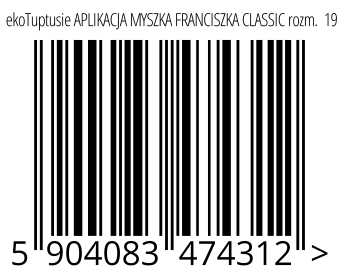 ekoTuptusie APLIKACJA MYSZKA FRANCISZKA CLASSIC rozm. 19
5 904083 474312 >